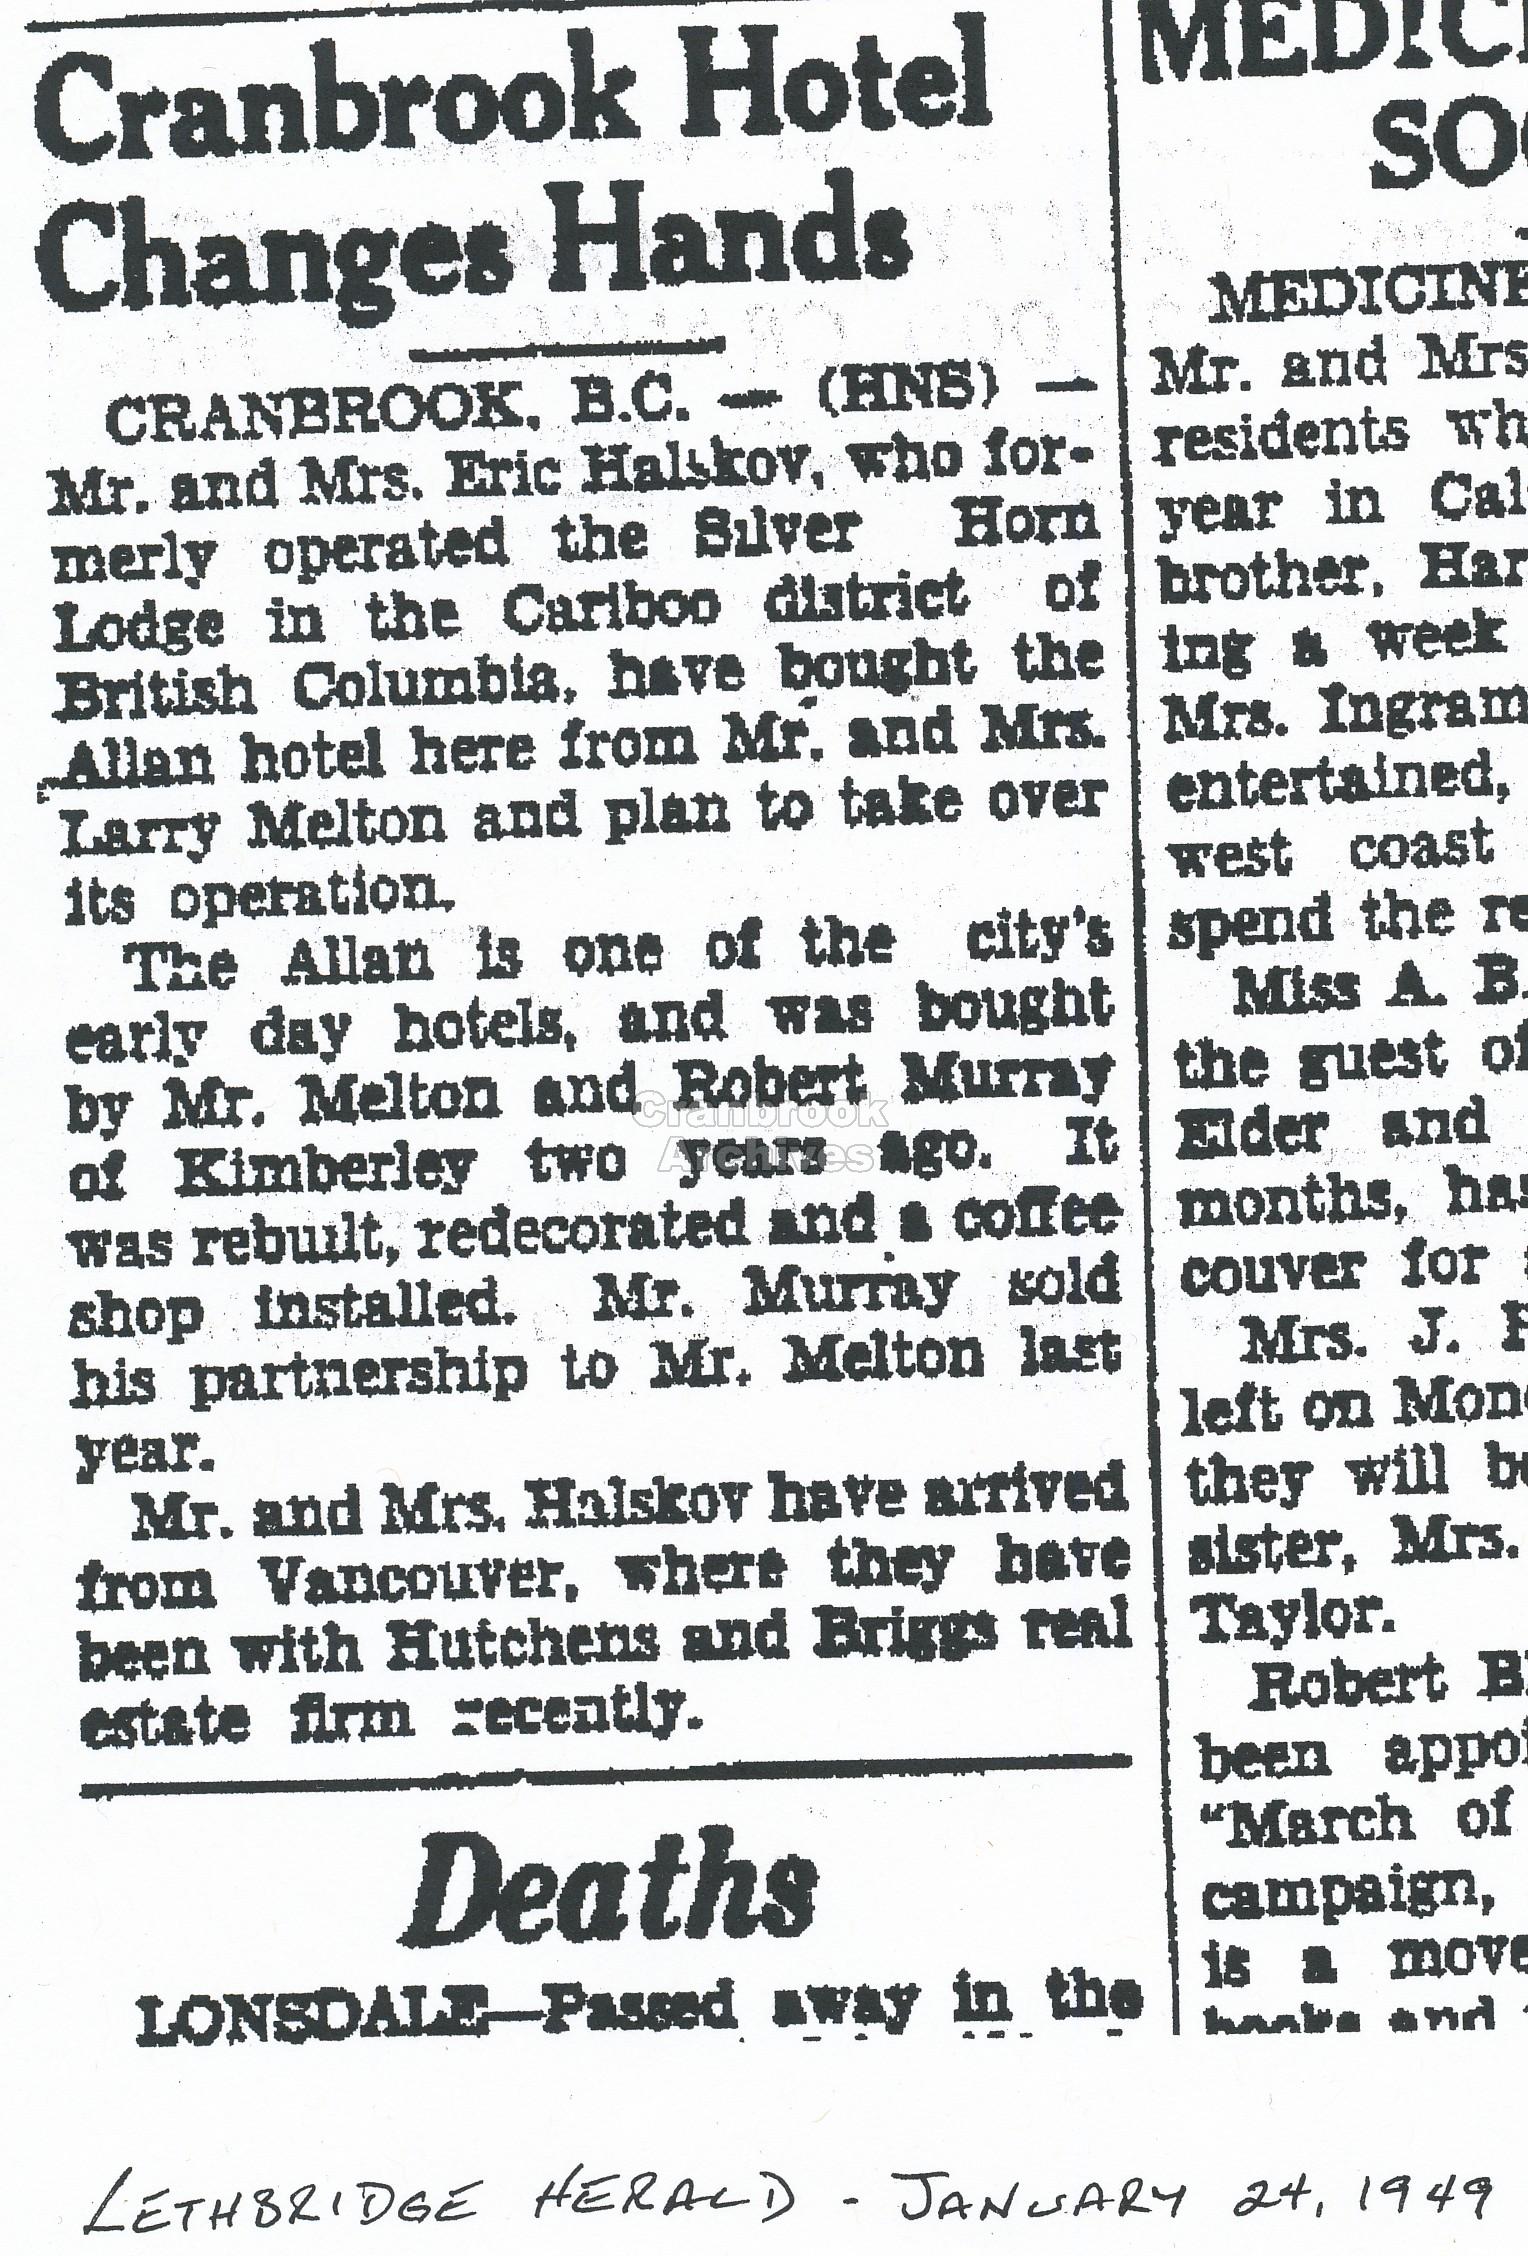 Cranbrook Hotel
Changes Hands
CRANBROOK, B.C. — (HNS) —
Mr. and Mrs. Eric Halskov, who for-
merly operated the Silver Horn
Lodge in the Cariboo district of
British Columbia, have bought the
Allan hotel here from Mr. and Mrs.
Larry Melton and plan to take over
its operation.
The Allan is one of the city's
early day hotels, and was bought
by Mr. Melton and Robert Murray
of Kimberley two years ago. It
was rebuilt, redecorated and a coffee
shop installed. Mr. Murray sold
his partnership to Mr. Melton last
year.
Mr. and Mrs. Halskov have arrived
from Vancouver, where they have
been with Hutchens and Briggs real
estate firm recently.
Deaths
LONSDALE—Passed away in the
MEDIC
SO
MEDICINE
Mr. and Mrs
residents wh
year in Cal
brother, Har
ing a week
Mrs. Ingram
entertained,
west coast
spend the re
Miss A. B.
the guest of
Elder and
months, has
couver for
Mrs. J.
left on Mon
they will b
sister, Mrs.
Taylor.
Robert B
been appoi
"March of
campaign,
is a move
books and
Cranbrook
Archives
LETHBRIDGE HERALD - JANUARY 24, 1949